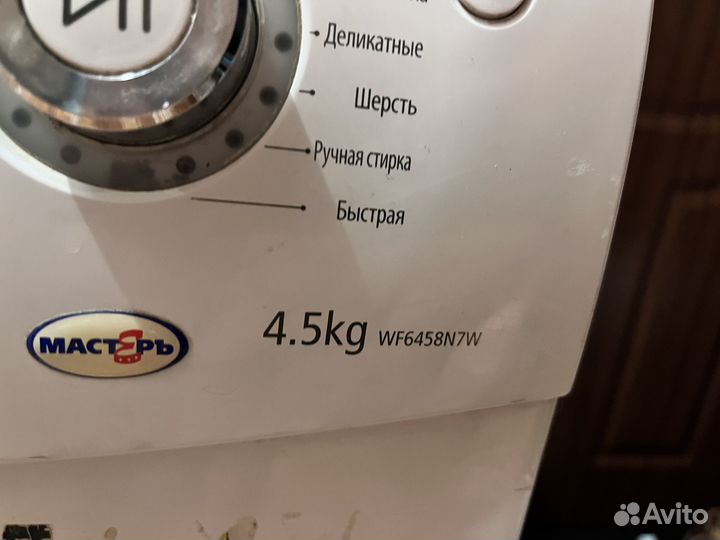 Деликатные
Шерсть
Ручная стирка
Быстрая
МАСТЕРЪ
4.5kg WF6458N7W
Avito